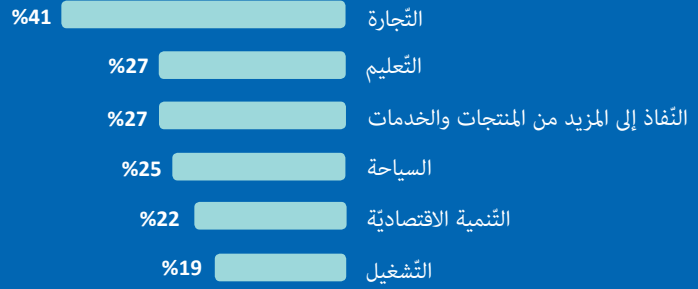 التّجارة %41
التّعليم %27
النّفاذ إلى المزيد من المنتجات والخدمات %27
السياحة %25
التّنمية الاقتصاديّة %22
التّشغيل %19